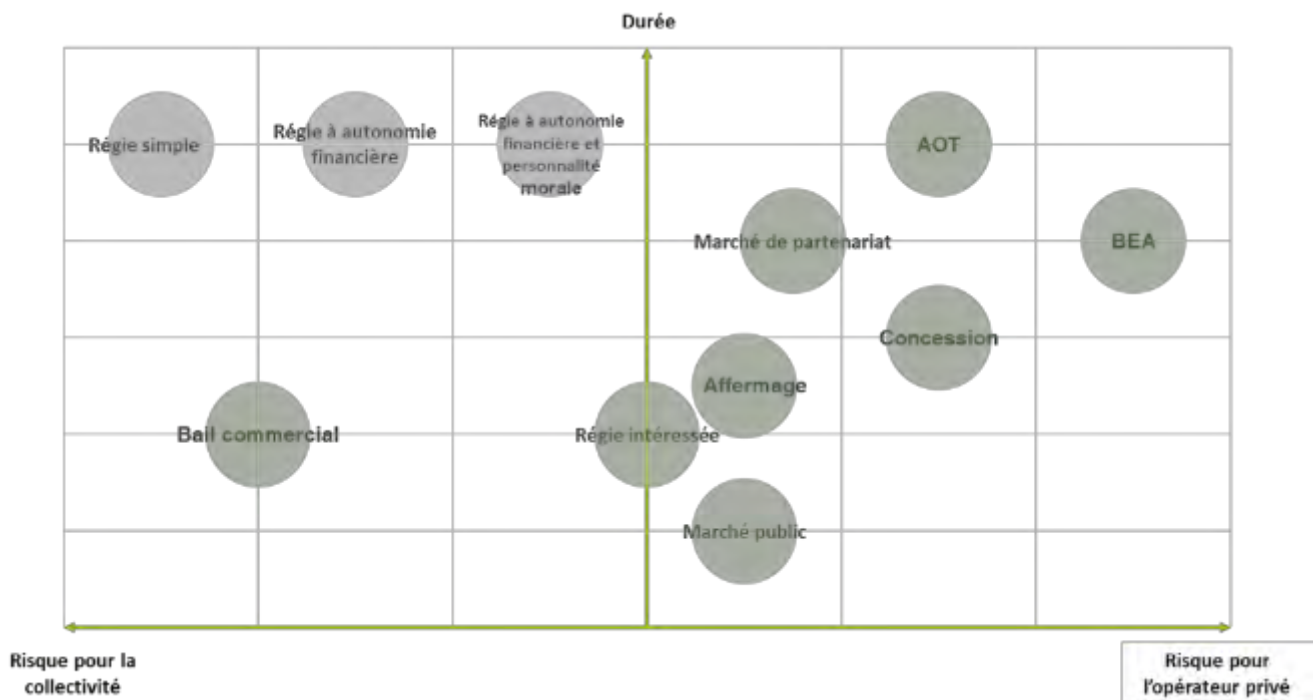 Durée
Régie simple
Régie à autonomie
financière
Régie à autonomie
financière et
personnalité
morale
AOT
Marché de partenariat
BEA
Concession
Affermage
Bail commercial
Régie intéressée
Marché public
Risque pour la
collectivité
Risque pour
l'opérateur privé